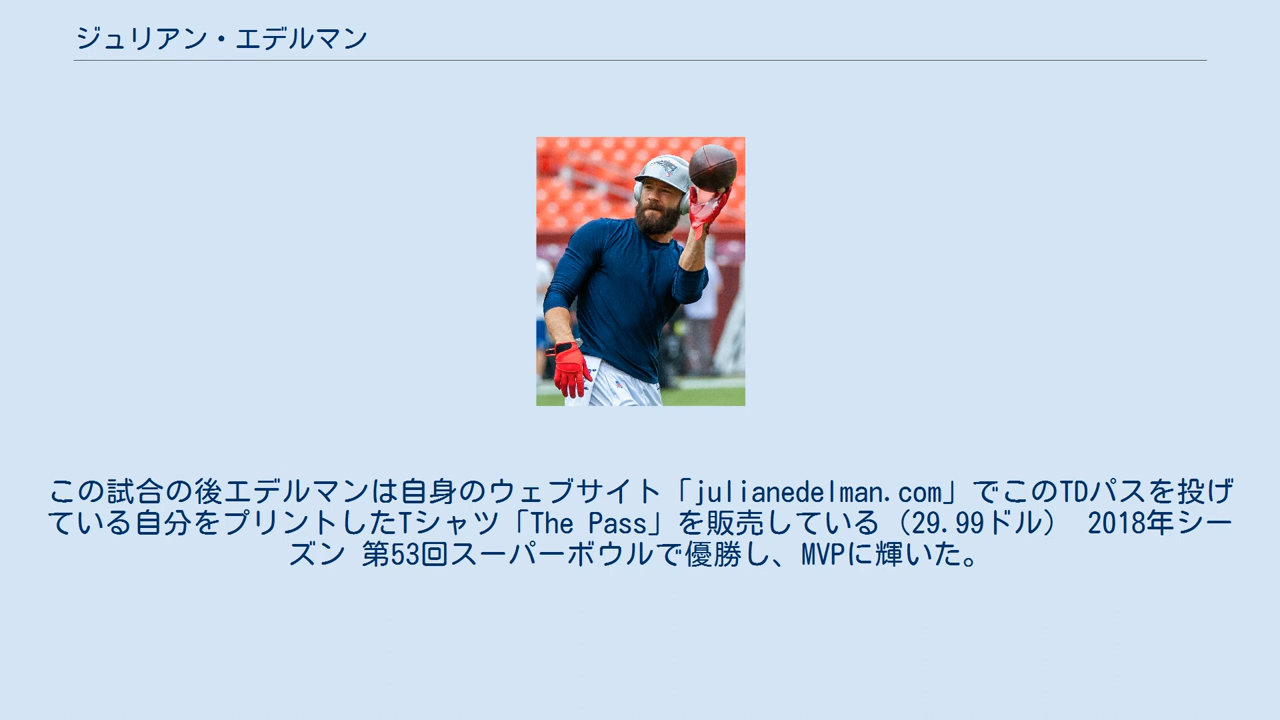 ジュリアン・エデルマン
この試合の後エデルマンは自身のウェブサイト「julianedelman.com」でこのTDパスを投げ
ている自分をプリントしたTシャツ「The Pass」を販売している（29.99ドル） 2018年シー
ズン 第53回スーパーボウルで優勝し、MVPに輝いた。